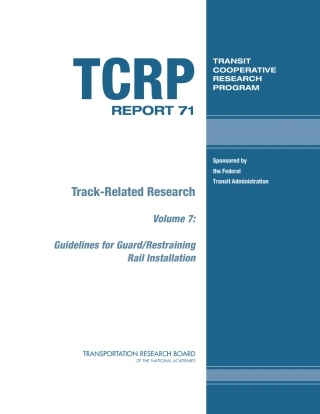 TCRP
REPORT 71
TRANSIT
COOPERATIVE
RESEARCH
PROGRAM
Sponsored by
the Federal
Transit Administration
Track-Related Research
Volume 7:
Guidelines for Guard/Restraining
Rail Installation
TRANSPORTATION RESEARCH BOARD
OF THE NATIONAL ACADEMIES